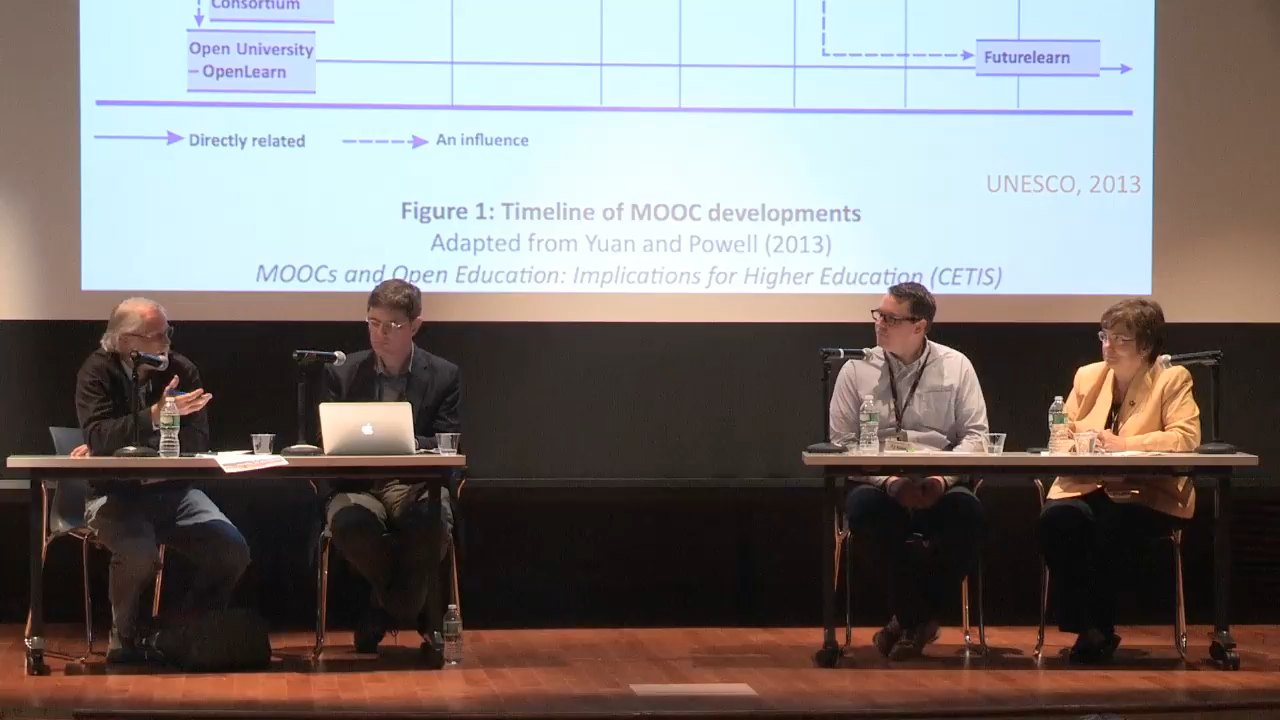 Consortium
Open University
– OpenLearn
Futurelearn
Directly related
An influence
UNESCO, 2013
Figure 1: Timeline of MOOC developments
Adapted from Yuan and Powell (2013)
MOOCs and Open Education: Implications for Higher Education (CETIS)